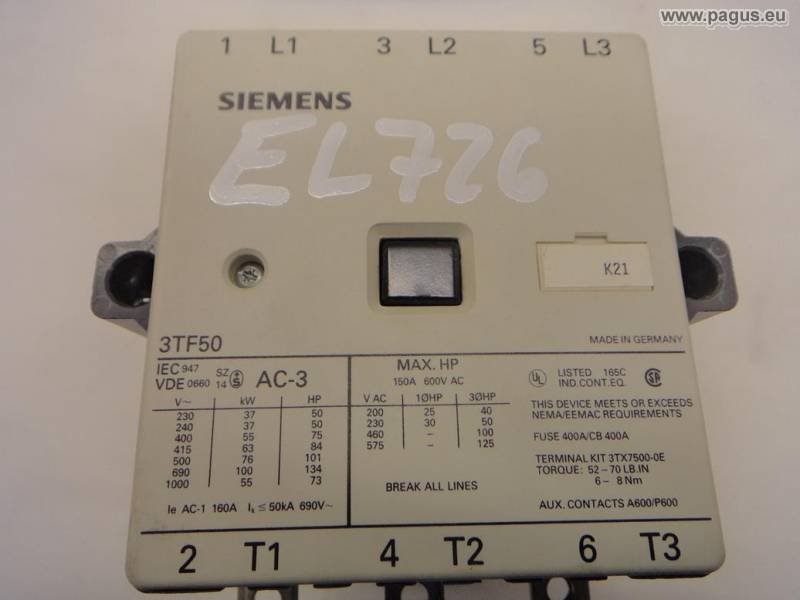 www.pagus.eu
1 L1 3 L2 5 L3
SIEMENS
EL726
K21
3TF50
MADE IN GERMANY
IEC 947
VDE 0660
SZ
14
AC-3
V~ kW HP
230 37 50
240 37 50
400 55 75
415 63 84
500 76 101
690 100 134
1000 55 73
Ie AC-1 160A Ik ≤ 50kA 690V~
MAX. HP
150A 600V AC
V AC 1ØHP 3ØHP
200 25 40
230 30 50
460 – 100
575 – 125
BREAK ALL LINES
UL LISTED 165C
IND.CONT.EQ.
SA
THIS DEVICE MEETS OR EXCEEDS
NEMA/EEMAC REQUIREMENTS
FUSE 400A/CB 400A
TERMINAL KIT 3TX7500-0E
TORQUE: 52–70 LB.IN
6–8 Nm
AUX. CONTACTS A600/P600
2 T1 4 T2 6 T3